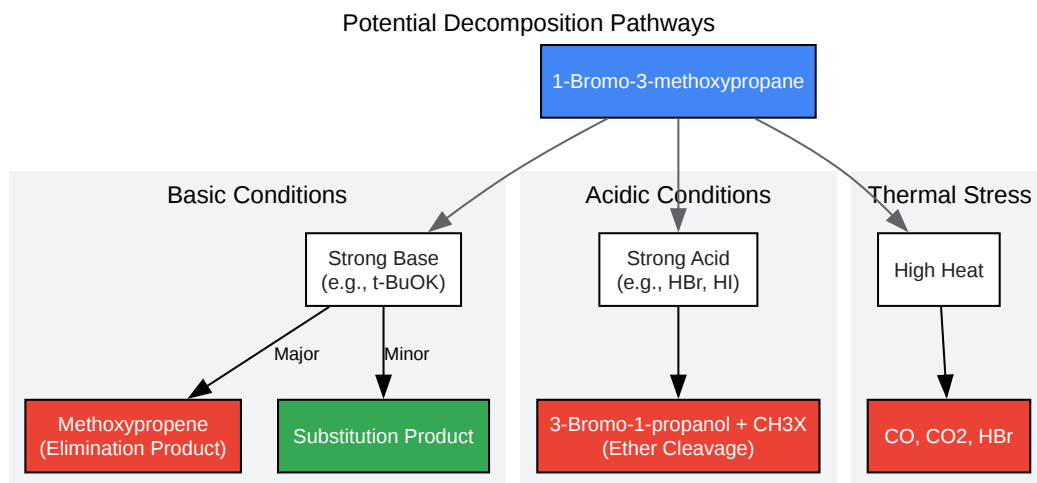 Potential Decomposition Pathways
1-Bromo-3-methoxypropane
Basic Conditions
Acidic Conditions
Thermal Stress
Strong Base
(e.g., t-BuOK)
Strong Acid
(e.g., HBr, HI)
High Heat
Major
Minor
Methoxypropene
(Elimination Product)
Substitution Product
3-Bromo-1-propanol + CH3X
(Ether Cleavage)
CO, CO2, HBr